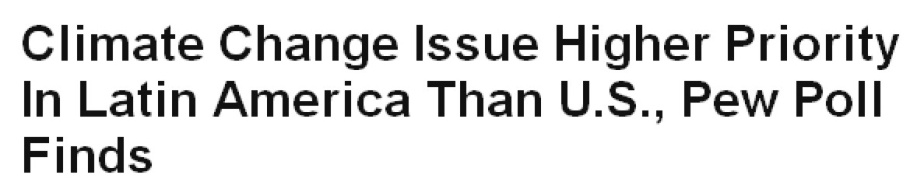 Climate Change Issue Higher Priority
In Latin America Than U.S., Pew Poll
Finds